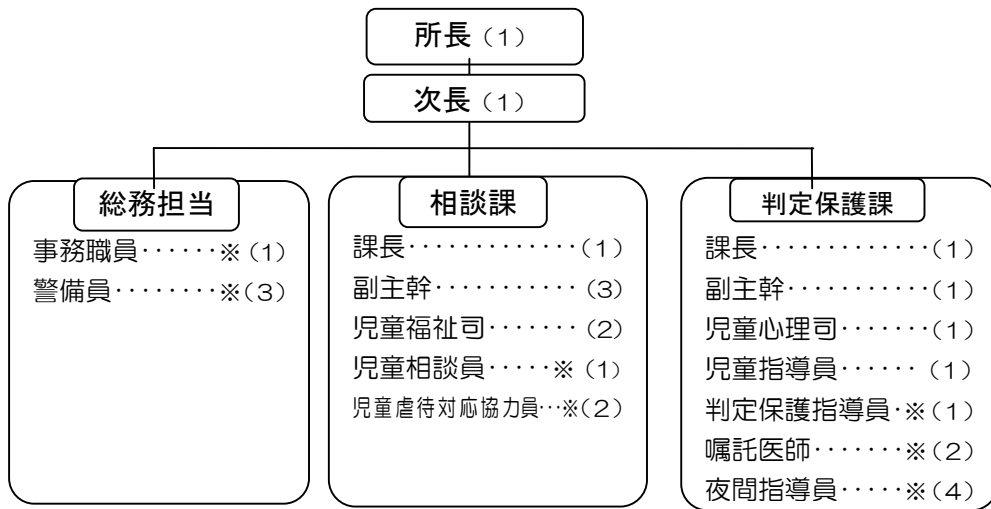 所長（1）
次長（1）
総務担当
事務職員‥‥‥※（1）
警備員‥‥‥‥※（3）
相談課
課長‥‥‥‥‥‥‥（1）
副主幹‥‥‥‥‥‥（3）
児童福祉司‥‥‥‥（2）
児童相談員‥‥・※（1）
児童虐待対応協力員…※（2）
判定保護課
課長‥‥‥‥‥‥‥（1）
副主幹‥‥‥‥‥‥（1）
児童心理司‥‥‥‥（1）
児童指導員‥‥‥（1）
判定保護指導員・※（1）
嘱託医師‥‥‥・※（2）
夜間指導員‥‥・※（4）